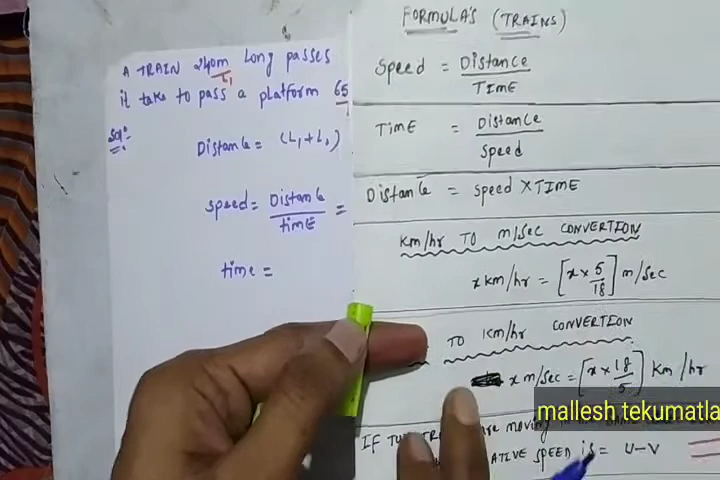 A TRAIN 240m Long passes
L1
it take to pass a platform 65
Sol:-
Distance = (L1 + L2)
speed = Distance / time =
time =
FORMULA'S (TRAINS)
Speed = Distance / TIME
TIME = Distance / Speed
Distance = speed X TIME
Km/hr TO m/sec CONVERTION
x km/hr = [x x 5/18] m/sec
TO Km/hr CONVERTION
x m/sec = [x x 18/5] Km/hr
mallesh tekumatla
IF moving
SPEED is = U-V